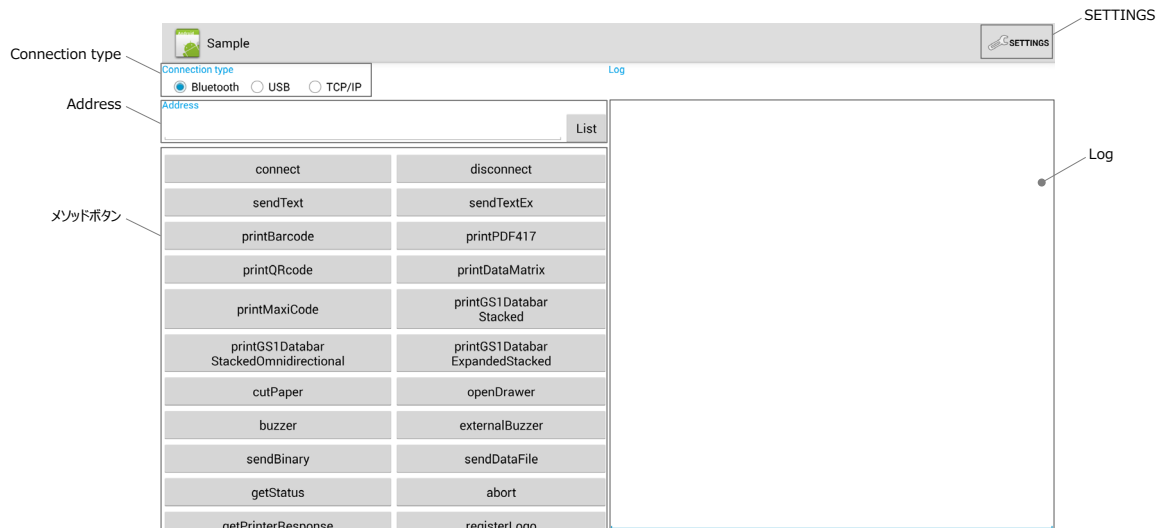 SETTINGS
Sample
SETTINGS
Connection type
Connection type
Log
Bluetooth USB TCP/IP
Address
Address
List
Log
connect disconnect
sendText sendTextEx
メソッドボタン
printBarcode printPDF417
printQRcode printDataMatrix
printMaxiCode
printGS1Databar
Stacked
printGS1Databar
StackedOmnidirectional
printGS1Databar
ExpandedStacked
cutPaper openDrawer
buzzer externalBuzzer
sendBinary sendDataFile
getStatus abort
getPrinterResponse registerLogo